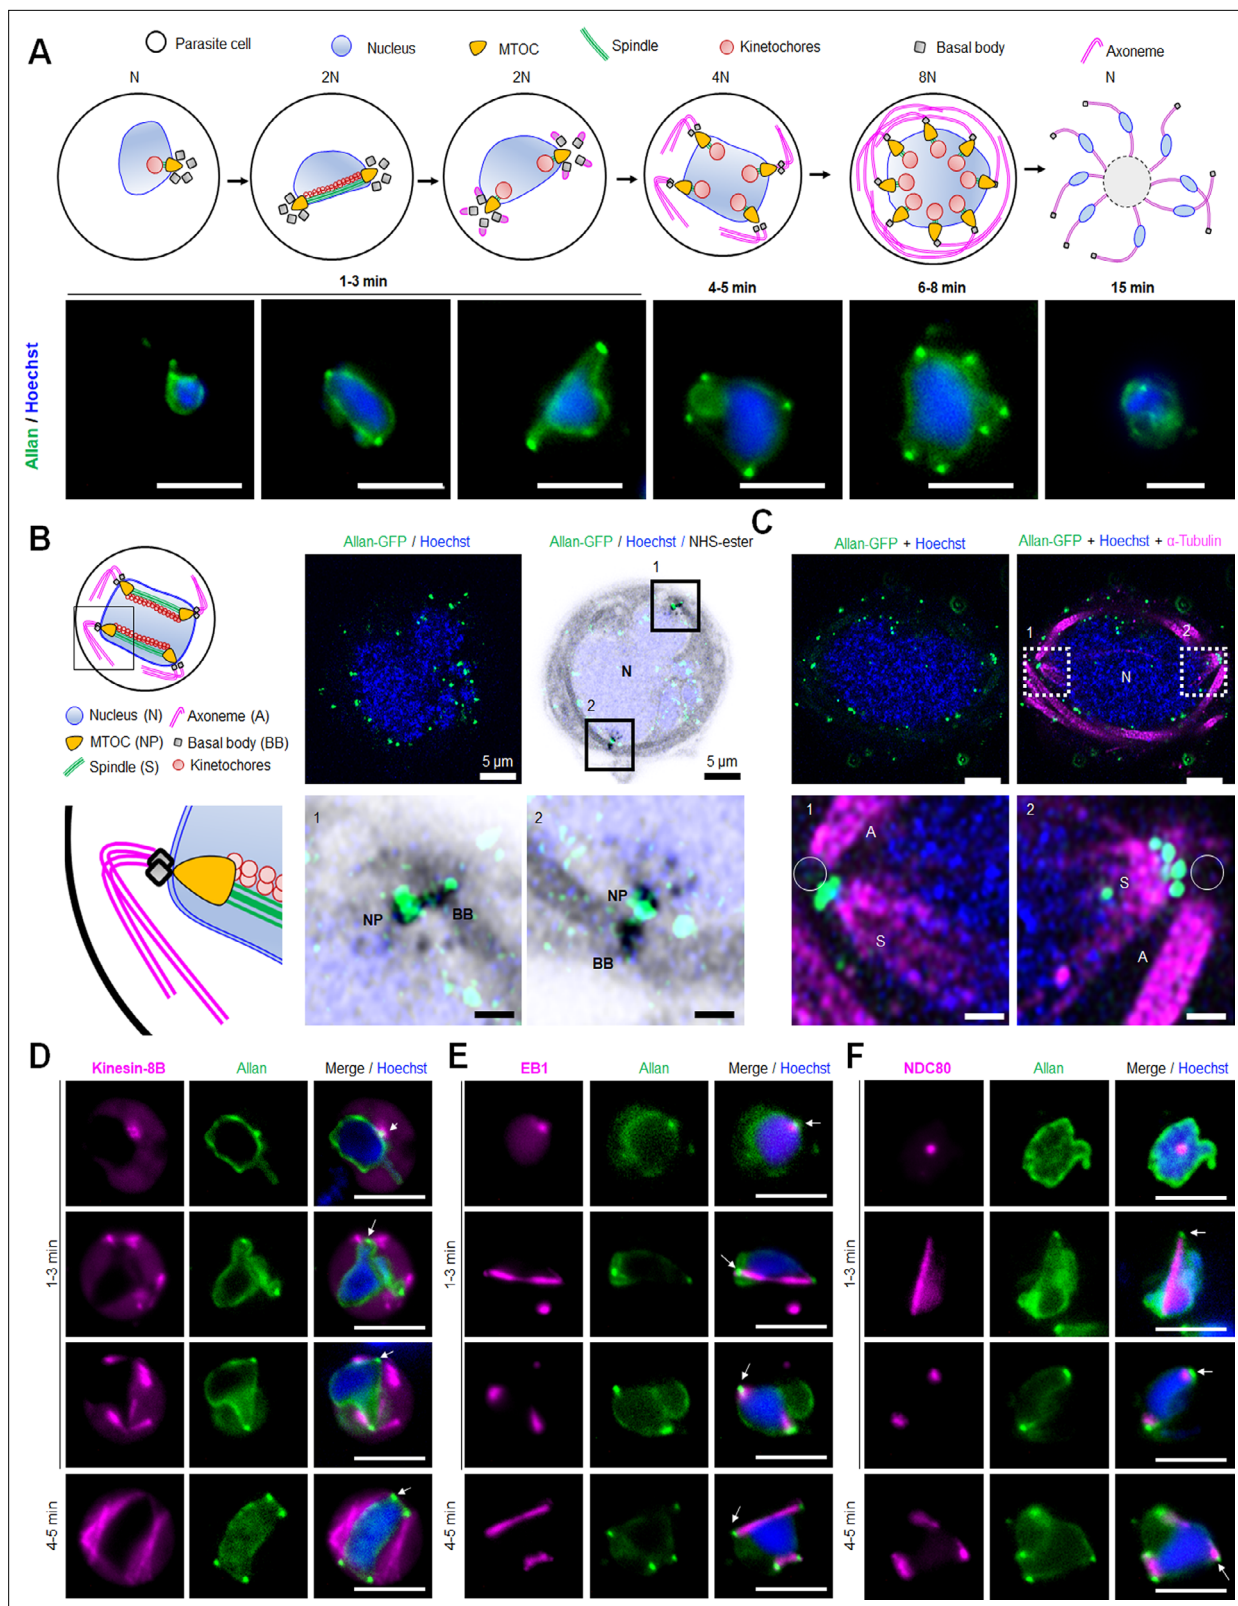 A
Parasite cell
Nucleus
MTOC
Spindle
Kinetochores
Basal body
Axoneme
N
2N
2N
4N
8N
N
1-3 min
4-5 min
6-8 min
15 min
Allan / Hoechst
B
Nucleus (N)
Axoneme (A)
MTOC (NP)
Basal body (BB)
Spindle (S)
Kinetochores
Allan-GFP / Hoechst
5 µm
Allan-GFP / Hoechst / NHS-ester
1
N
2
5 µm
1
NP
BB
2
NP
BB
C
Allan-GFP + Hoechst
Allan-GFP + Hoechst + α-Tubulin
1
2
N
1
A
S
2
S
A
D
Kinesin-8B
Allan
Merge / Hoechst
1-3 min
4-5 min
E
EB1
Allan
Merge / Hoechst
1-3 min
4-5 min
F
NDC80
Allan
Merge / Hoechst
1-3 min
4-5 min